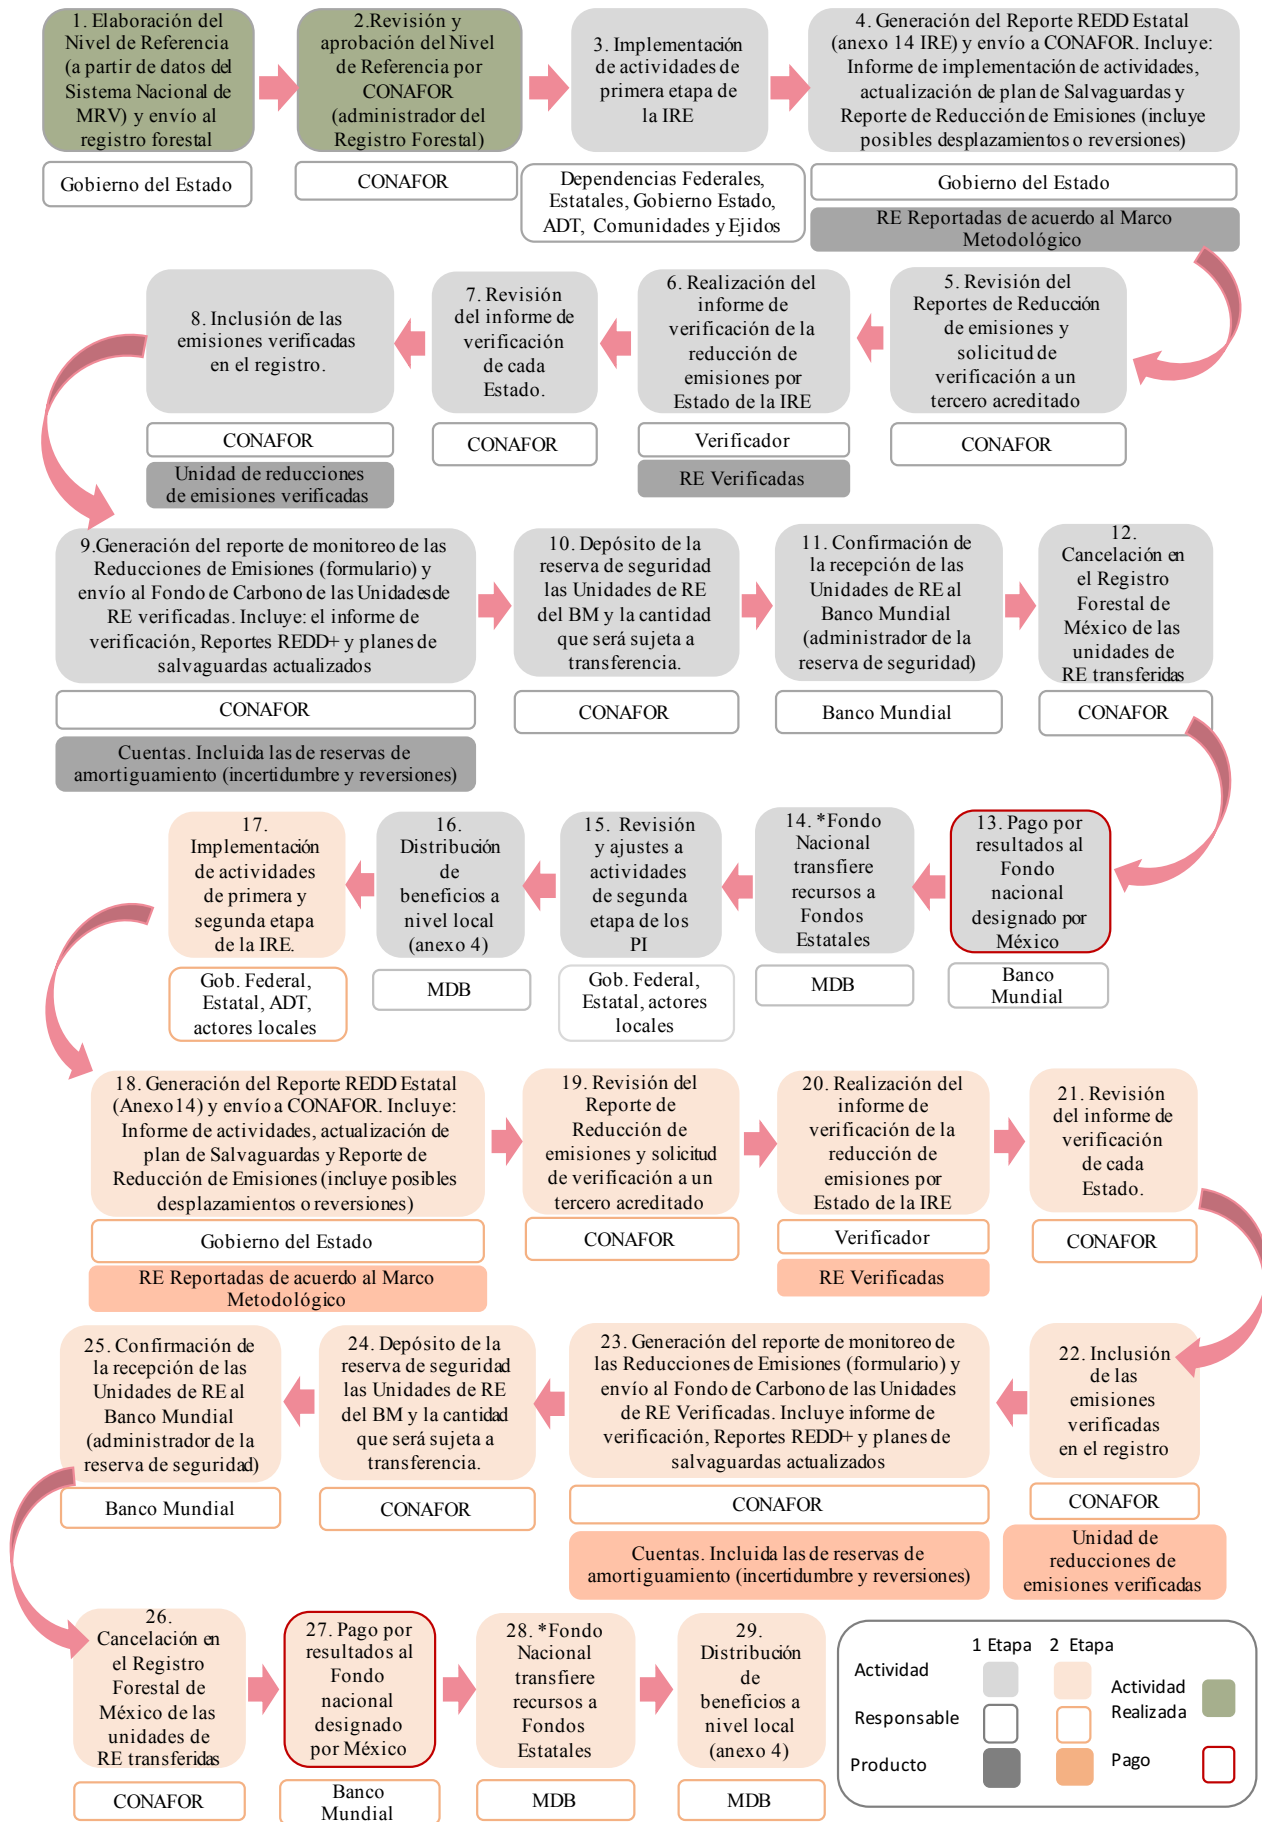 1. Elaboración del
Nivel de Referencia
(a partir de datos del
Sistema Nacional de
MRV) y envío al
registro forestal
Gobierno del Estado
2.Revisión y
aprobación del Nivel
de Referencia por
CONAFOR
(administrador del
Registro Forestal)
CONAFOR
3. Implementación
de actividades de
primera etapa de
la IRE
Dependencias Federales,
Estatales, Gobierno Estado,
ADT, Comunidades y Ejidos
4. Generación del Reporte REDD Estatal
(anexo 14 IRE) y envío a CONAFOR. Incluye:
Informe de implementación de actividades,
actualización de plan de Salvaguardas y
Reporte de Reducción de Emisiones (incluye
posibles desplazamientos o reversiones)
Gobierno del Estado
RE Reportadas de acuerdo al Marco
Metodológico
5. Revisión del
Reportes de Reducción
de emisiones y
solicitud de
verificación a un
tercero acreditado
CONAFOR
6. Realización del
informe de
verificación de la
reducción de
emisiones por
Estado de la IRE
Verificador
RE Verificadas
7. Revisión
del informe de
verificación
de cada
Estado.
CONAFOR
8. Inclusión de las
emisiones verificadas
en el registro.
CONAFOR
Unidad de reducciones
de emisiones verificadas
9.Generación del reporte de monitoreo de las
Reducciones de Emisiones (formulario) y
envío al Fondo de Carbono de las Unidades de
RE verificadas. Incluye: el informe de
verificación, Reportes REDD+ y planes de
salvaguardas actualizados
CONAFOR
Cuentas. Incluida las de reservas de
amortiguamiento (incertidumbre y reversiones)
10. Depósito de la
reserva de seguridad
las Unidades de RE
del BM y la cantidad
que será sujeta a
transferencia.
CONAFOR
11. Confirmación de
la recepción de las
Unidades de RE al
Banco Mundial
(administrador de la
reserva de seguridad)
Banco Mundial
12.
Cancelación en
el Registro
Forestal de
México de las
unidades de
RE transferidas
CONAFOR
13. Pago por
resultados al
Fondo
nacional
designado por
México
Banco
Mundial
14. *Fondo
Nacional
transfiere
recursos a
Fondos
Estatales
MDB
15. Revisión
y ajustes a
actividades
de segunda
etapa de los
PI
Gob. Federal,
Estatal, actores
locales
16.
Distribución
de
beneficios a
nivel local
(anexo 4)
MDB
17.
Implementación
de actividades
de primera y
segunda etapa
de la IRE.
Gob. Federal,
Estatal, ADT,
actores locales
18. Generación del Reporte REDD Estatal
(Anexo 14) y envío a CONAFOR. Incluye:
Informe de actividades, actualización de
plan de Salvaguardas y Reporte de
Reducción de Emisiones (incluye posibles
desplazamientos o reversiones)
Gobierno del Estado
RE Reportadas de acuerdo al Marco
Metodológico
19. Revisión del
Reporte de
Reducción de
emisiones y solicitud
de verificación a un
tercero acreditado
CONAFOR
20. Realización del
informe de
verificación de la
reducción de
emisiones por
Estado de la IRE
Verificador
RE Verificadas
21. Revisión
del informe de
verificación
de cada
Estado.
CONAFOR
22. Inclusión
de las
emisiones
verificadas
en el registro
CONAFOR
Unidad de
reducciones de
emisiones verificadas
23. Generación del reporte de monitoreo de
las Reducciones de Emisiones (formulario) y
envío al Fondo de Carbono de las Unidades
de RE Verificadas. Incluye informe de
verificación, Reportes REDD+ y planes de
salvaguardas actualizados
CONAFOR
Cuentas. Incluida las de reservas de
amortiguamiento (incertidumbre y reversiones)
24. Depósito de la
reserva de seguridad
las Unidades de RE
del BM y la cantidad
que será sujeta a
transferencia.
CONAFOR
25. Confirmación de
la recepción de las
Unidades de RE al
Banco Mundial
(administrador de la
reserva de seguridad)
Banco Mundial
26.
Cancelación en
el Registro
Forestal de
México de las
unidades de
RE transferidas
CONAFOR
27. Pago por
resultados al
Fondo
nacional
designado
por México
Banco
Mundial
28. *Fondo
Nacional
transfiere
recursos a
Fondos
Estatales
MDB
29.
Distribución
de
beneficios a
nivel local
(anexo 4)
MDB
1 Etapa 2 Etapa
Actividad
Responsable
Producto
Actividad
Realizada
Pago